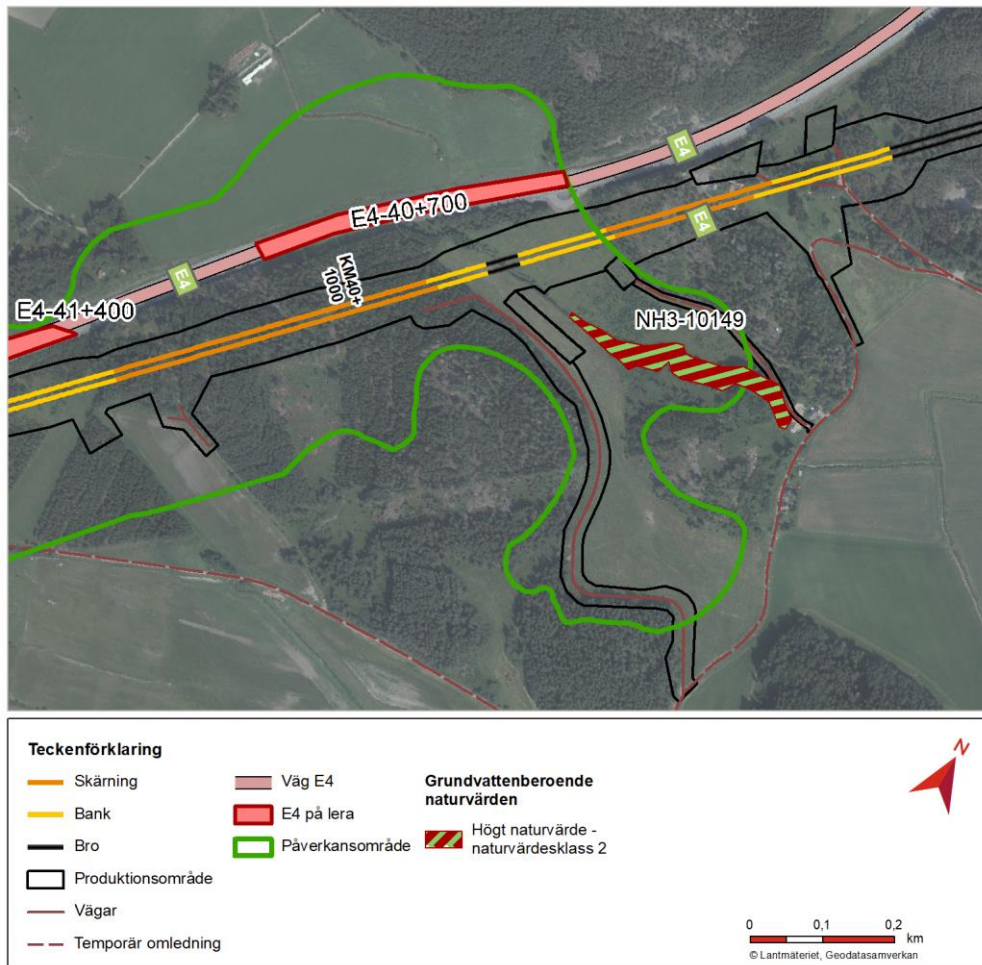 E4
E4-40+700
E4
E4
KM40+
1000
E4-41+400
NH3-10149
Teckenförklaring
Skärning
Bank
Bro
Produktionsområde
Vägar
Temporär omledning
Väg E4
E4 på lera
Påverkansområde
Grundvattenberoende
naturvärden
Högt naturvärde -
naturvärdesklass 2
N
0 0,1 0,2
km
© Lantmäteriet, Geodatasamverkan